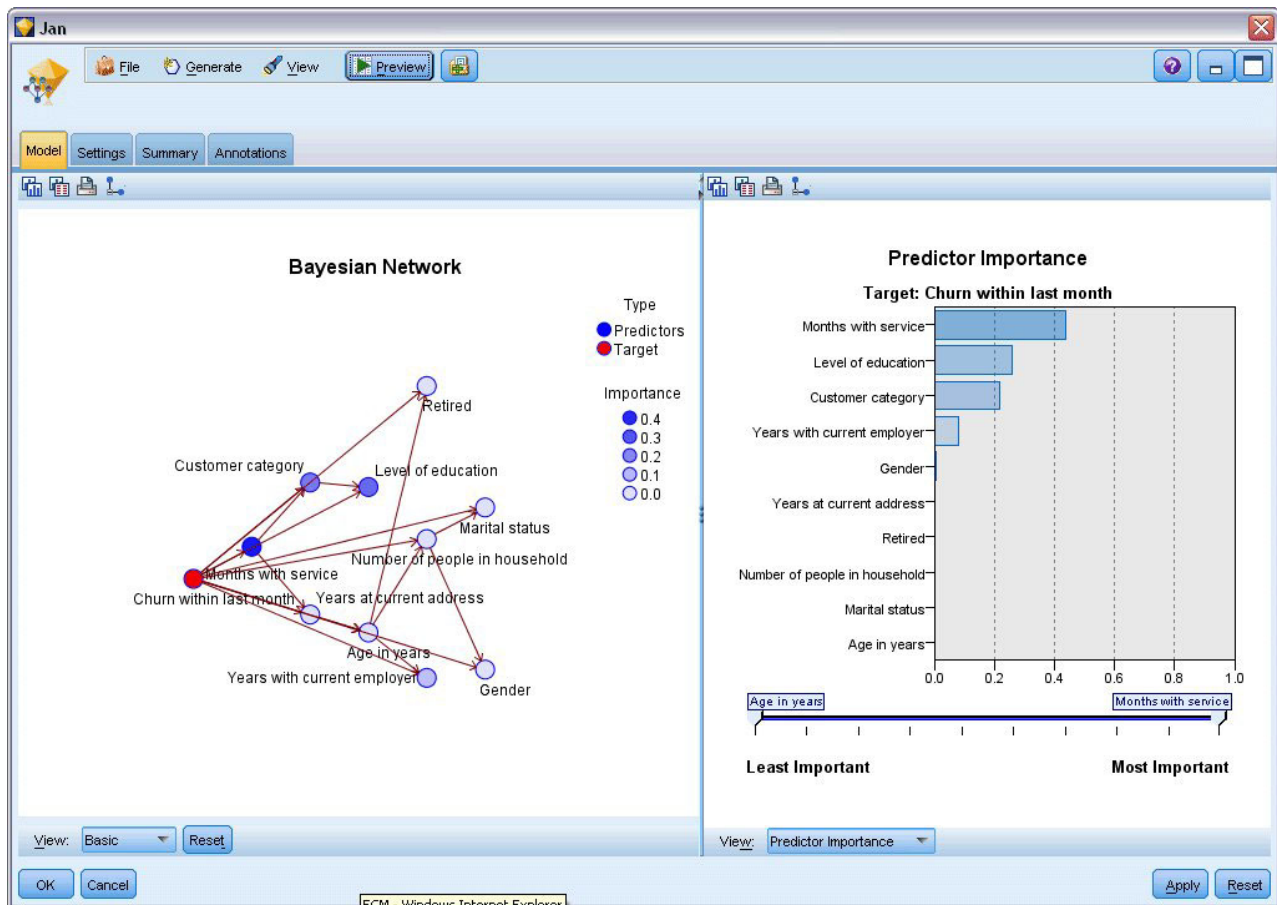 Jan
File Generate View Preview
Model Settings Summary Annotations
Bayesian Network
Type
Predictors
Target
Importance
0.4
0.3
0.2
0.1
0.0
Retired
Customer category
Level of education
Marital status
Number of people in household
Months with service
Churn within last month
Years at current address
Age in years
Years with current employer
Gender
View: Basic Reset
Predictor Importance
Target: Churn within last month
Months with service
Level of education
Customer category
Years with current employer
Gender
Years at current address
Retired
Number of people in household
Marital status
Age in years
0.0 0.2 0.4 0.6 0.8 1.0
Age in years Months with service
Least Important Most Important
View: Predictor Importance
OK Cancel Apply Reset
ECM - Windows Internet Explorer